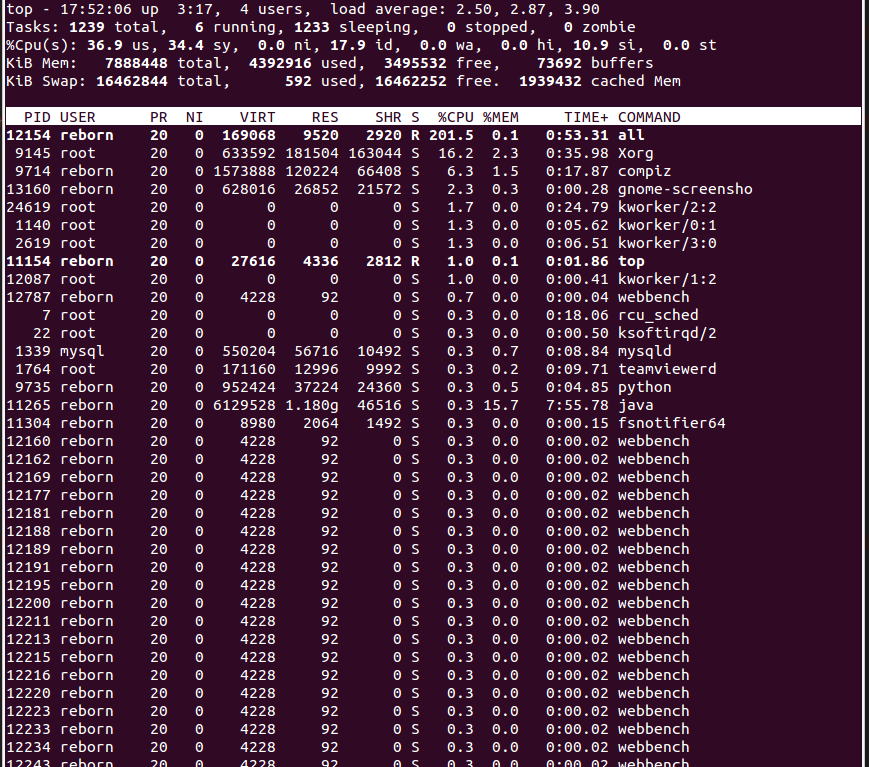 top - 17:52:06 up  3:17,  4 users,  load average: 2.50, 2.87, 3.90
Tasks: 1239 total,   6 running, 1233 sleeping,   0 stopped,   0 zombie
%Cpu(s): 36.9 us, 34.4 sy,  0.0 ni, 17.9 id,  0.0 wa,  0.0 hi, 10.9 si,  0.0 st
KiB Mem:   7888448 total,  4392916 used,  3495532 free,    73692 buffers
KiB Swap: 16462844 total,      592 used, 16462252 free.  1939432 cached Mem
PID USER      PR  NI    VIRT    RES    SHR S  %CPU %MEM     TIME+ COMMAND
12154 reborn    20   0  169068   9520   2920 R 201.5  0.1   0:53.31 all
9145 root      20   0  633592 181504 163044 S  16.2  2.3   0:35.98 Xorg
9714 reborn    20   0 1573888 120224  66408 S   6.3  1.5   0:17.87 compiz
13160 reborn    20   0  628016  26852  21572 S   2.3  0.3   0:00.28 gnome-screensho
24619 root      20   0       0      0      0 S   1.7  0.0   0:24.79 kworker/2:2
1140 root      20   0       0      0      0 S   1.3  0.0   0:05.62 kworker/0:1
2619 root      20   0       0      0      0 S   1.3  0.0   0:06.51 kworker/3:0
11154 reborn    20   0   27616   4336   2812 R   1.0  0.1   0:01.86 top
12087 root      20   0       0      0      0 S   1.0  0.0   0:00.41 kworker/1:2
12787 reborn    20   0    4228     92      0 S   0.7  0.0   0:00.04 webbench
7 root      20   0       0      0      0 S   0.3  0.0   0:18.06 rcu_sched
22 root      20   0       0      0      0 S   0.3  0.0   0:00.50 ksoftirqd/2
1339 mysql     20   0  550204  56716  10492 S   0.3  0.7   0:08.84 mysqld
1764 root      20   0  171160  12996   9992 S   0.3  0.2   0:09.71 teamviewerd
9735 reborn    20   0  952424  37224  24360 S   0.3  0.5   0:04.85 python
11265 reborn    20   0 6129528 1.180g  46516 S   0.3 15.7   7:55.78 java
11304 reborn    20   0    8980   2064   1492 S   0.3  0.0   0:00.15 fsnotifier64
12160 reborn    20   0    4228     92      0 S   0.3  0.0   0:00.02 webbench
12162 reborn    20   0    4228     92      0 S   0.3  0.0   0:00.02 webbench
12169 reborn    20   0    4228     92      0 S   0.3  0.0   0:00.02 webbench
12177 reborn    20   0    4228     92      0 S   0.3  0.0   0:00.02 webbench
12181 reborn    20   0    4228     92      0 S   0.3  0.0   0:00.02 webbench
12188 reborn    20   0    4228     92      0 S   0.3  0.0   0:00.02 webbench
12189 reborn    20   0    4228     92      0 S   0.3  0.0   0:00.02 webbench
12191 reborn    20   0    4228     92      0 S   0.3  0.0   0:00.02 webbench
12195 reborn    20   0    4228     92      0 S   0.3  0.0   0:00.02 webbench
12200 reborn    20   0    4228     92      0 S   0.3  0.0   0:00.02 webbench
12211 reborn    20   0    4228     92      0 S   0.3  0.0   0:00.02 webbench
12213 reborn    20   0    4228     92      0 S   0.3  0.0   0:00.02 webbench
12215 reborn    20   0    4228     92      0 S   0.3  0.0   0:00.02 webbench
12216 reborn    20   0    4228     92      0 S   0.3  0.0   0:00.02 webbench
12220 reborn    20   0    4228     92      0 S   0.3  0.0   0:00.02 webbench
12223 reborn    20   0    4228     92      0 S   0.3  0.0   0:00.02 webbench
12233 reborn    20   0    4228     92      0 S   0.3  0.0   0:00.02 webbench
12234 reborn    20   0    4228     92      0 S   0.3  0.0   0:00.02 webbench
12243 reborn    20   0    4228     92      0 S   0.3  0.0   0:00.02 webbench